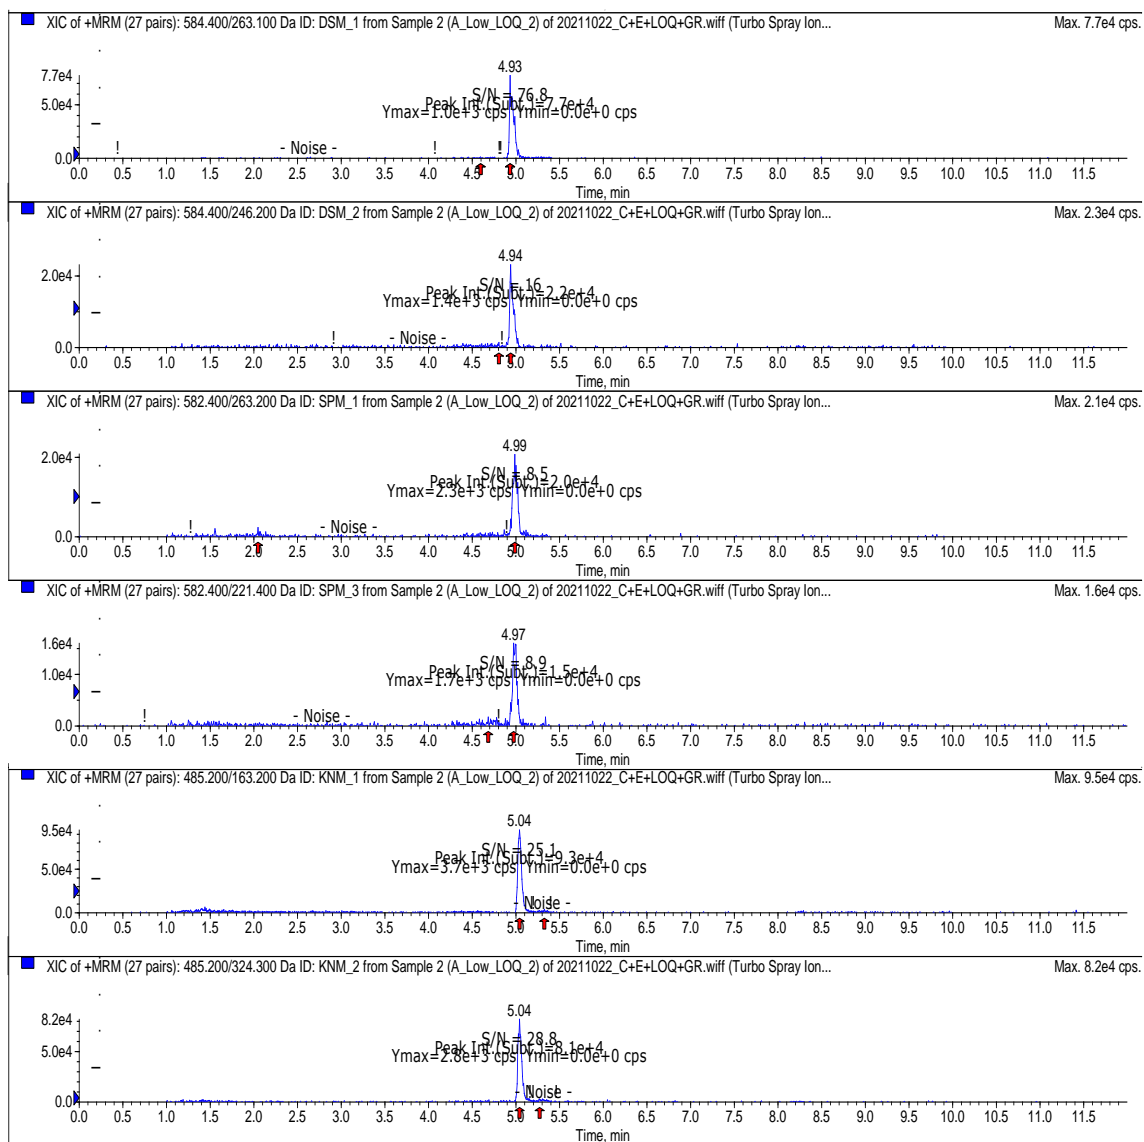 XIC of +MRM (27 pairs): 584.400/263.100 Da ID: DSM_1 from Sample 2 (A_Low_LOQ_2) of 20211022_C+E+LOQ+GR.wiff (Turbo Spray Ion... Max. 7.7e4 cps.
4.93
7.7e4
S/N = 76.8
Peak Int.(Subt.)=7.7e+4
5.0e4
Ymax=1.0e+3 cps Ymin=0.0e+0 cps
! - Noise - ! !
0.0
0.0 0.5 1.0 1.5 2.0 2.5 3.0 3.5 4.0 4.5 5.0 5.5 6.0 6.5 7.0 7.5 8.0 8.5 9.0 9.5 10.0 10.5 11.0 11.5
Time, min
XIC of +MRM (27 pairs): 584.400/246.200 Da ID: DSM_2 from Sample 2 (A_Low_LOQ_2) of 20211022_C+E+LOQ+GR.wiff (Turbo Spray Ion... Max. 2.3e4 cps.
4.94
2.0e4
S/N = 16
Peak Int.(Subt.)=2.2e+4
Ymax=1.4e+3 cps Ymin=0.0e+0 cps
! - Noise - !
0.0
0.0 0.5 1.0 1.5 2.0 2.5 3.0 3.5 4.0 4.5 5.0 5.5 6.0 6.5 7.0 7.5 8.0 8.5 9.0 9.5 10.0 10.5 11.0 11.5
Time, min
XIC of +MRM (27 pairs): 582.400/263.200 Da ID: SPM_1 from Sample 2 (A_Low_LOQ_2) of 20211022_C+E+LOQ+GR.wiff (Turbo Spray Ion... Max. 2.1e4 cps.
4.99
2.0e4
S/N = 8.5
Peak Int.(Subt.)=2.0e+4
Ymax=2.3e+3 cps Ymin=0.0e+0 cps
! - Noise - !
0.0
0.0 0.5 1.0 1.5 2.0 2.5 3.0 3.5 4.0 4.5 5.0 5.5 6.0 6.5 7.0 7.5 8.0 8.5 9.0 9.5 10.0 10.5 11.0 11.5
Time, min
XIC of +MRM (27 pairs): 582.400/221.400 Da ID: SPM_3 from Sample 2 (A_Low_LOQ_2) of 20211022_C+E+LOQ+GR.wiff (Turbo Spray Ion... Max. 1.6e4 cps.
4.97
1.6e4
S/N = 8.9
Peak Int.(Subt.)=1.5e+4
1.0e4
Ymax=1.7e+3 cps Ymin=0.0e+0 cps
! - Noise - !
0.0
0.0 0.5 1.0 1.5 2.0 2.5 3.0 3.5 4.0 4.5 5.0 5.5 6.0 6.5 7.0 7.5 8.0 8.5 9.0 9.5 10.0 10.5 11.0 11.5
Time, min
XIC of +MRM (27 pairs): 485.200/163.200 Da ID: KNM_1 from Sample 2 (A_Low_LOQ_2) of 20211022_C+E+LOQ+GR.wiff (Turbo Spray Ion... Max. 9.5e4 cps.
5.04
9.5e4
S/N = 25.1
Peak Int.(Subt.)=9.3e+4
5.0e4
Ymax=3.7e+3 cps Ymin=0.0e+0 cps
- Noise -
0.0
0.0 0.5 1.0 1.5 2.0 2.5 3.0 3.5 4.0 4.5 5.0 5.5 6.0 6.5 7.0 7.5 8.0 8.5 9.0 9.5 10.0 10.5 11.0 11.5
Time, min
XIC of +MRM (27 pairs): 485.200/324.300 Da ID: KNM_2 from Sample 2 (A_Low_LOQ_2) of 20211022_C+E+LOQ+GR.wiff (Turbo Spray Ion... Max. 8.2e4 cps.
5.04
8.2e4
S/N = 28.8
Peak Int.(Subt.)=8.1e+4
5.0e4
Ymax=2.8e+3 cps Ymin=0.0e+0 cps
- Noise -
0.0
0.0 0.5 1.0 1.5 2.0 2.5 3.0 3.5 4.0 4.5 5.0 5.5 6.0 6.5 7.0 7.5 8.0 8.5 9.0 9.5 10.0 10.5 11.0 11.5
Time, min